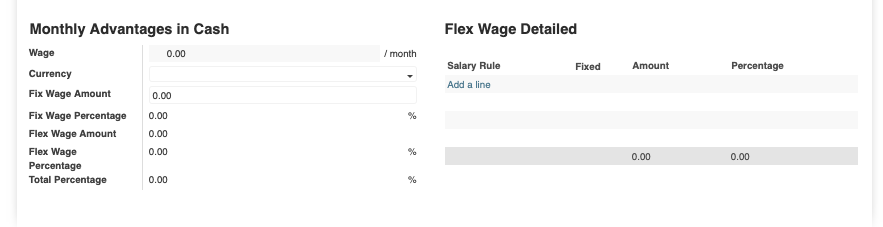 Monthly Advantages in Cash
Wage 0.00 / month
Currency
Fix Wage Amount 0.00
Fix Wage Percentage 0.00 %
Flex Wage Amount 0.00
Flex Wage 0.00 %
Percentage
Total Percentage 0.00 %
Flex Wage Detailed
Salary Rule Fixed Amount Percentage
Add a line
0.00 0.00